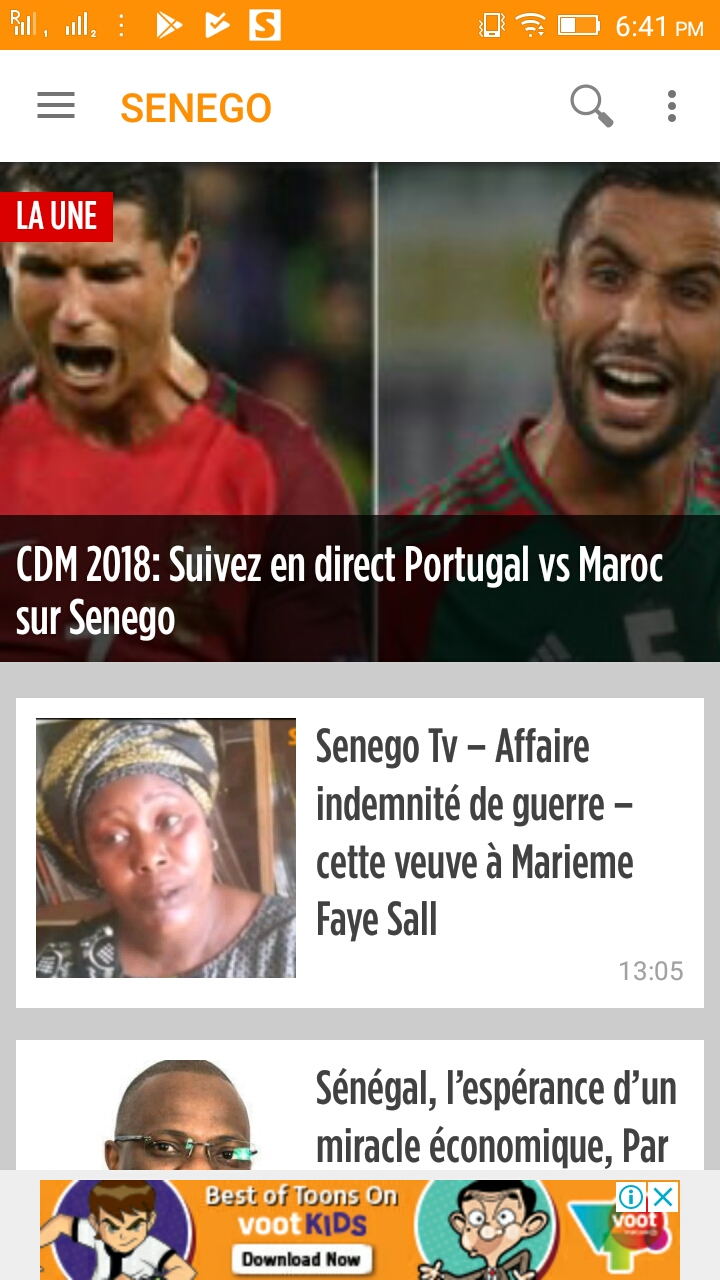 R 1 2 S 6:41 PM
SENEGO
LA UNE
CDM 2018: Suivez en direct Portugal vs Maroc
sur Senego
Senego Tv – Affaire
indemnité de guerre –
cette veuve à Marieme
Faye Sall
13:05
Sénégal, l’espérance d’un
miracle économique, Par
Best of Toons On
voot KIDS
Download Now
voot